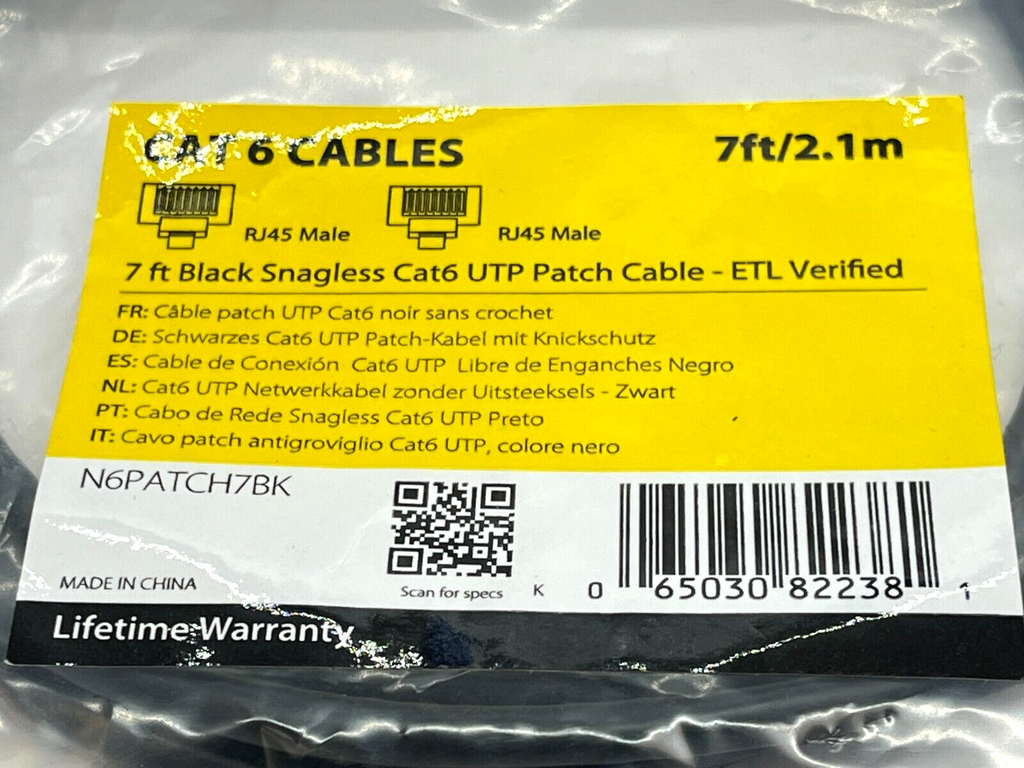 CAT 6 CABLES 7ft/2.1m
RJ45 Male RJ45 Male
7 ft Black Snagless Cat6 UTP Patch Cable - ETL Verified
FR: Câble patch UTP Cat6 noir sans crochet
DE: Schwarzes Cat6 UTP Patch-Kabel mit Knickschutz
ES: Cable de Conexión Cat6 UTP Libre de Enganches Negro
NL: Cat6 UTP Netwerkkabel zonder Uitsteeksels - Zwart
PT: Cabo de Rede Snagless Cat6 UTP Preto
IT: Cavo patch antigroviglio Cat6 UTP, colore nero
N6PATCH7BK
MADE IN CHINA
Scan for specs K
0 65030 82238 1
Lifetime Warranty